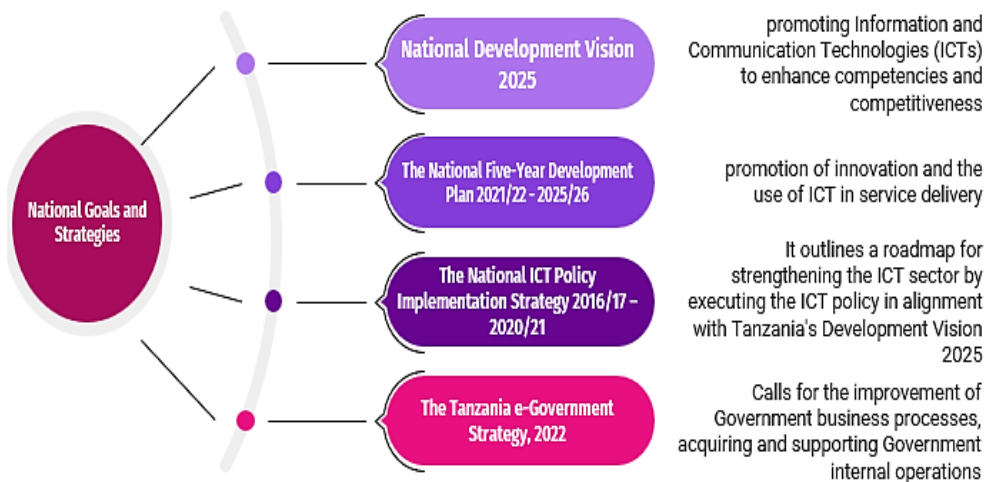 National Goals and
Strategies
National Development Vision
2025
promoting Information and
Communication Technologies (ICTs)
to enhance competencies and
competitiveness
The National Five-Year Development
Plan 2021/22 - 2025/26
promotion of innovation and the
use of ICT in service delivery
The National ICT Policy
Implementation Strategy 2016/17 –
2020/21
It outlines a roadmap for
strengthening the ICT sector by
executing the ICT policy in alignment
with Tanzania's Development Vision
2025
The Tanzania e-Government
Strategy, 2022
Calls for the improvement of
Government business processes,
acquiring and supporting Government
internal operations